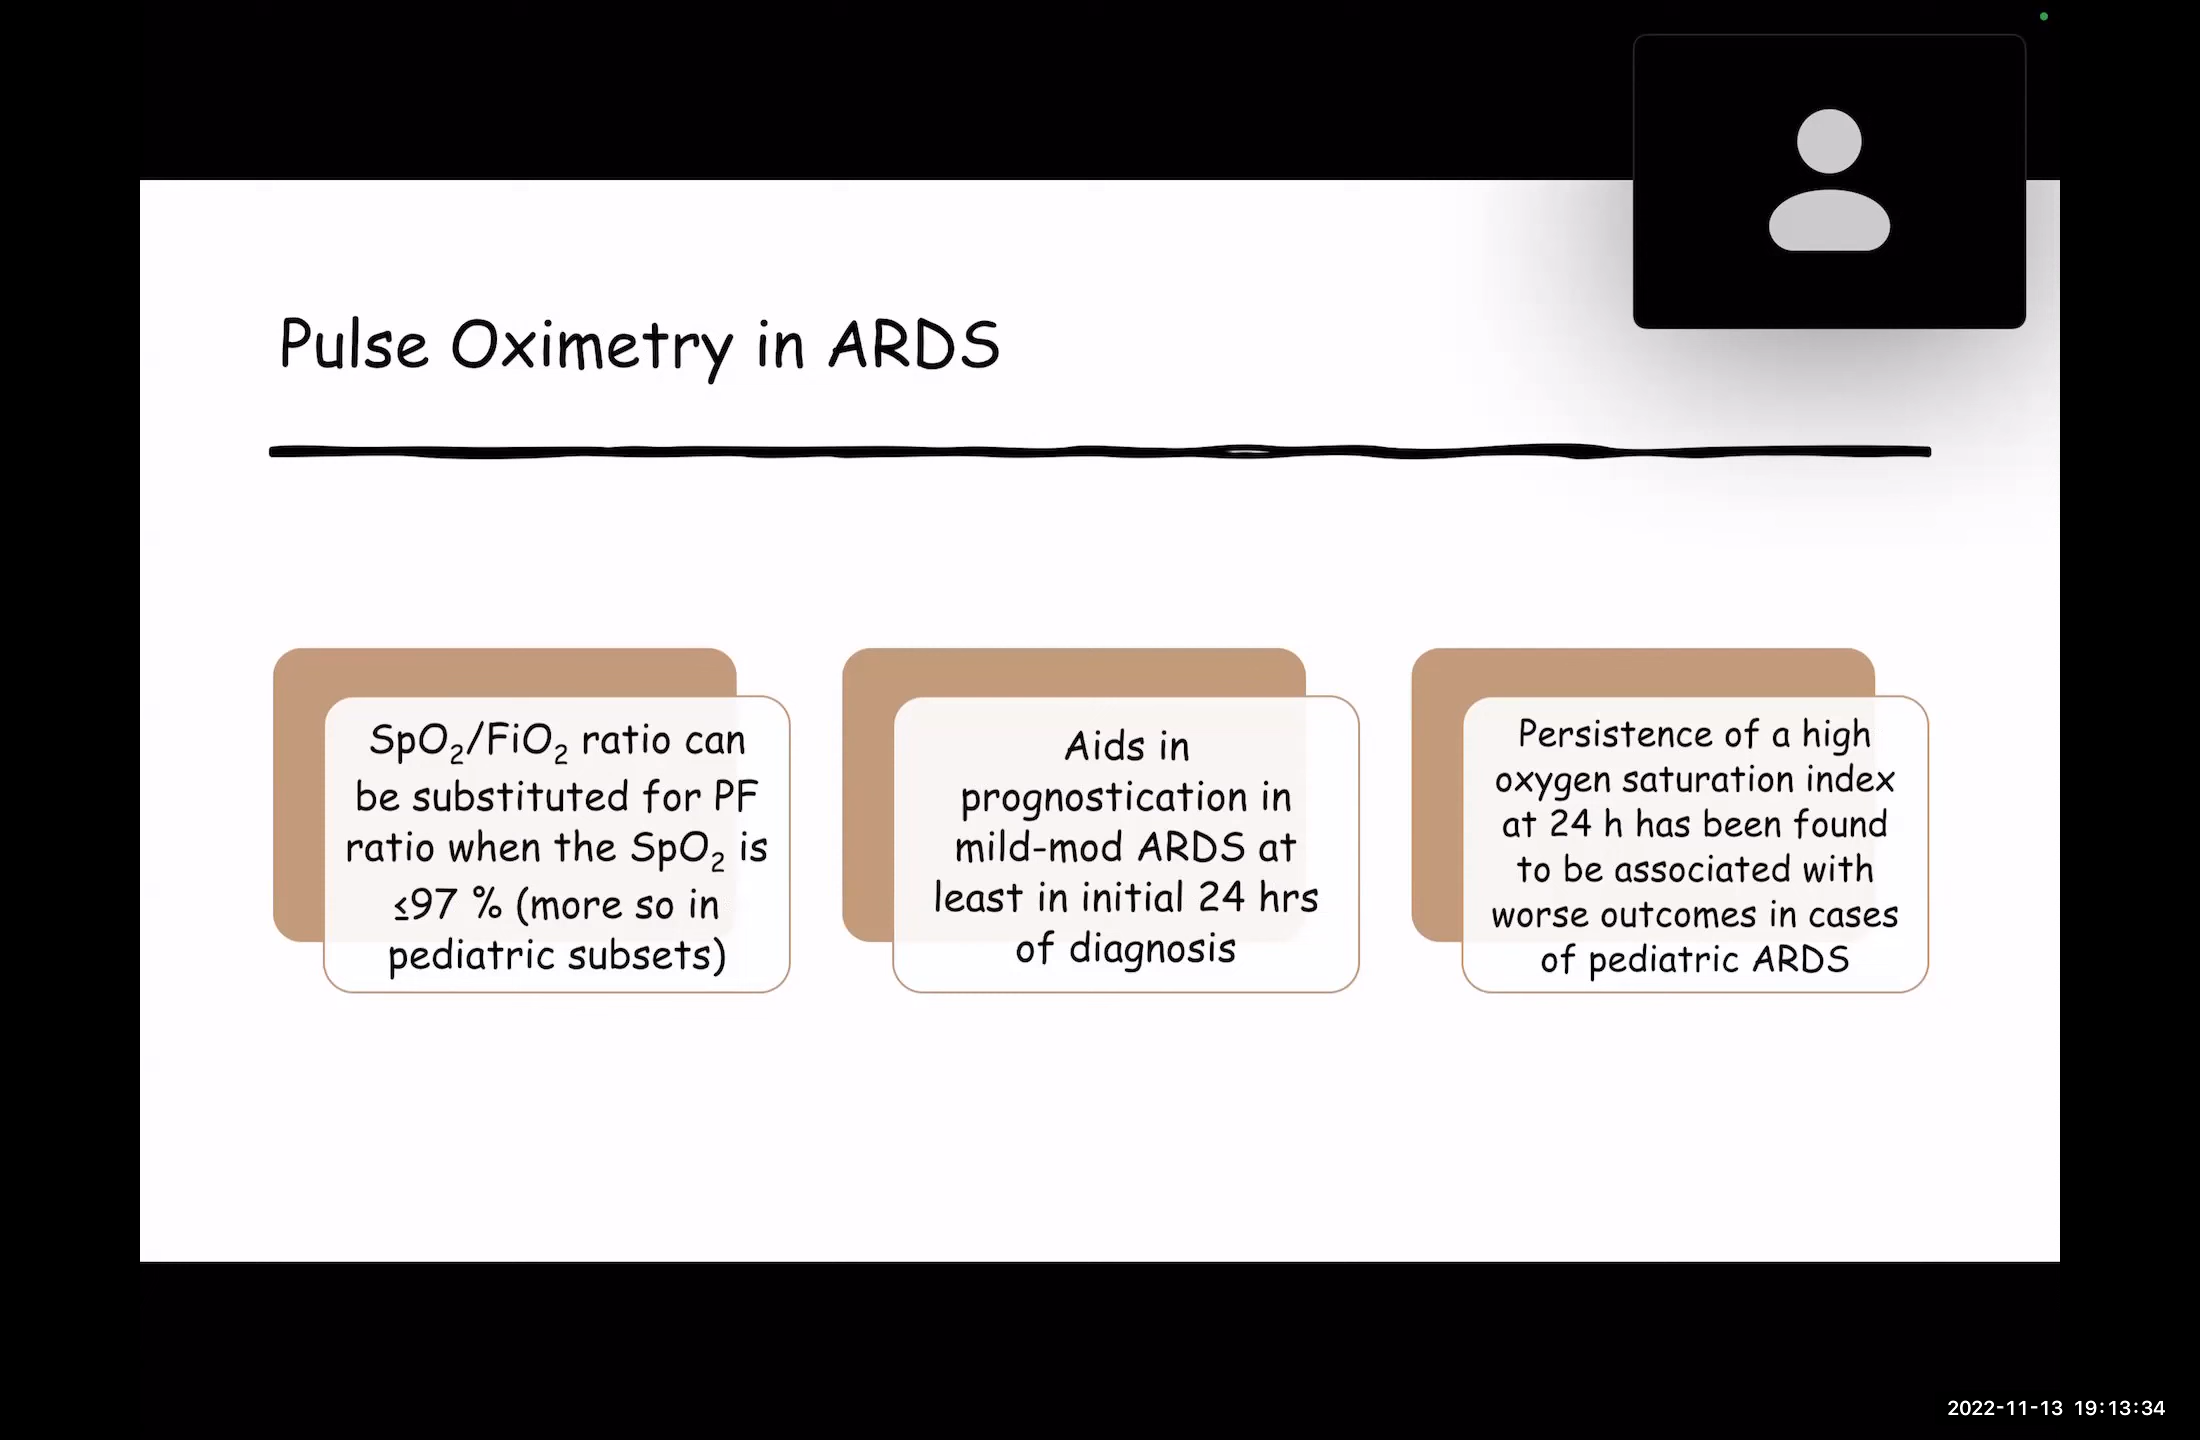 Pulse Oximetry in ARDS
SpO₂/FiO₂ ratio can
be substituted for PF
ratio when the SpO₂ is
≤97 % (more so in
pediatric subsets)
Aids in
prognostication in
mild-mod ARDS at
least in initial 24 hrs
of diagnosis
Persistence of a high
oxygen saturation index
at 24 h has been found
to be associated with
worse outcomes in cases
of pediatric ARDS
2022-11-13 19:13:34